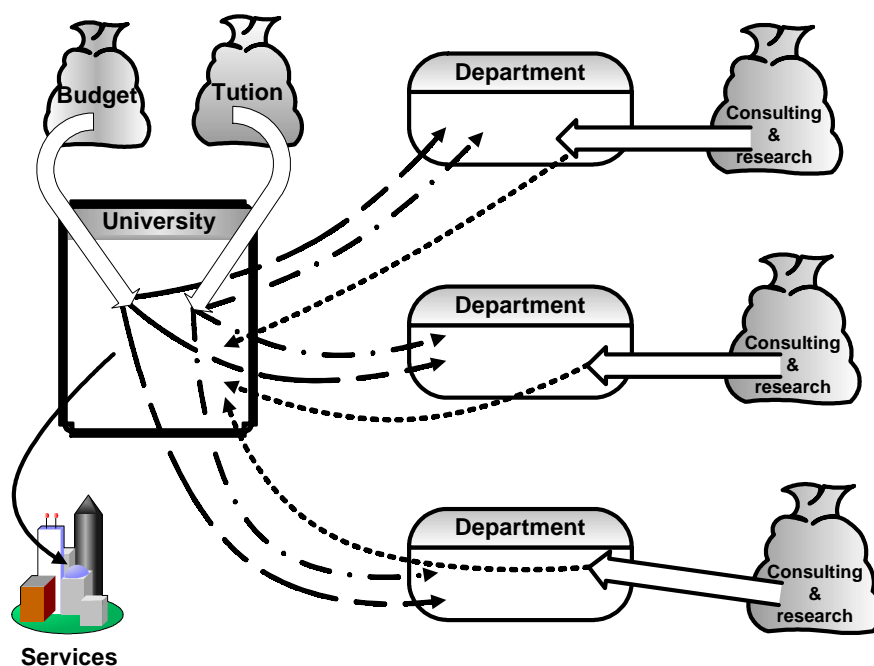 Budget
Tution
Department
Consulting
&
research
University
Department
Consulting
&
research
Department
Consulting
&
research
Services